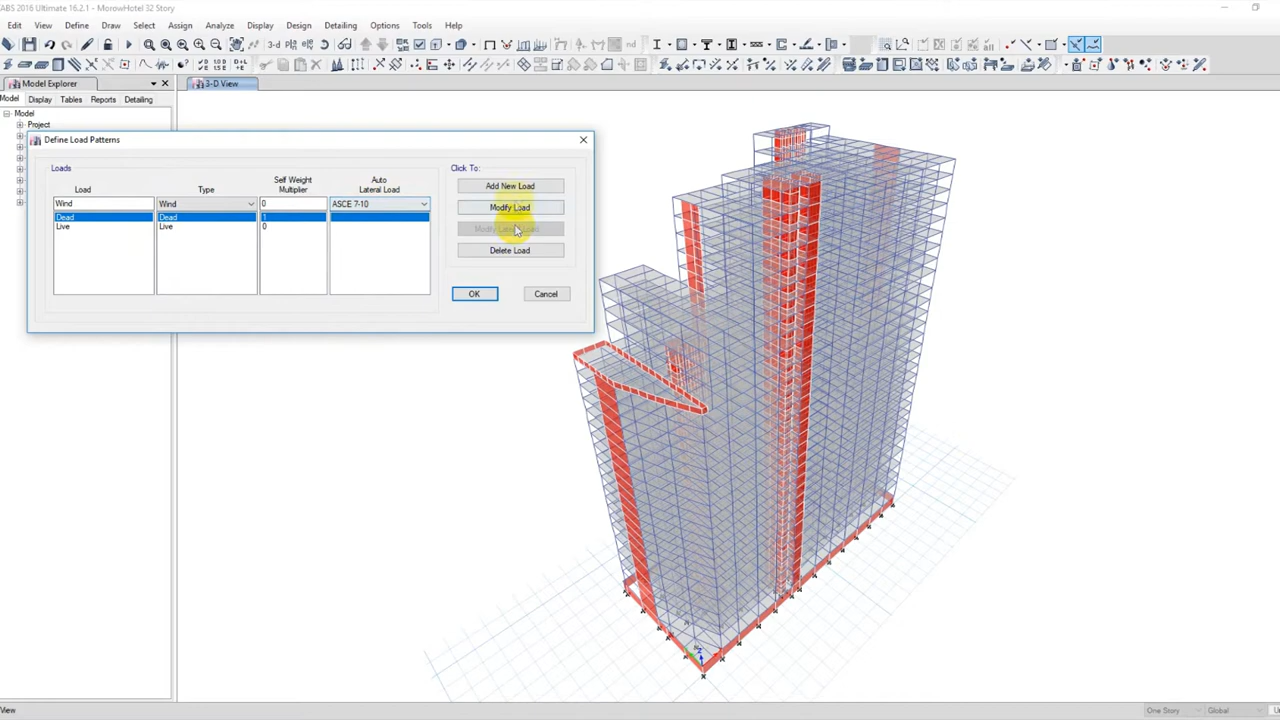 TABS 2016 Ultimate 16.2.1 - MorowHotel 32 Story
Edit View Define Draw Select Assign Analyze Display Design Detailing Options Tools Help
3-d
nd
Model Explorer
3-D View
Model Display Tables Reports Detailing
Model
Project
Define Load Patterns
Loads
Click To:
Load
Type
Self Weight
Multiplier
Auto
Lateral Load
Wind Wind 0 ASCE 7-10
Dead Dead 1
Live Live 0
Add New Load
Modify Load
Delete Load
OK Cancel
Z
View
One Story Global